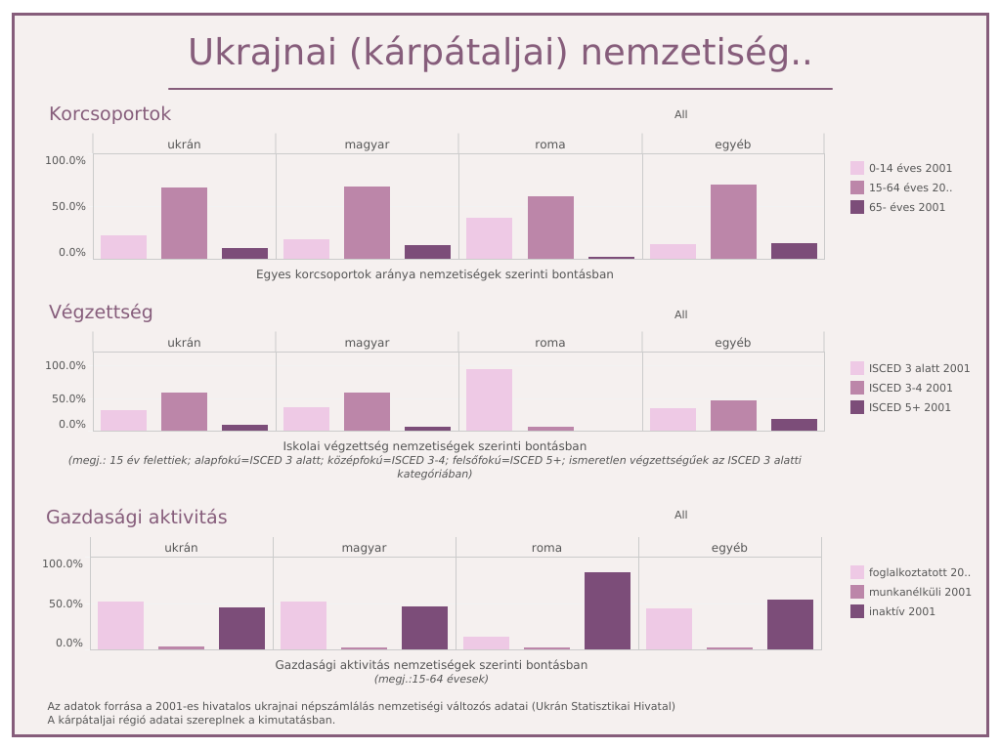 Ukrajnai (kárpátaljai) nemzetiség..
Korcsoportok
All
ukrán magyar roma egyéb
100.0%
50.0%
0.0%
0-14 éves 2001
15-64 éves 20..
65- éves 2001
Egyes korcsoportok aránya nemzetiségek szerinti bontásban
Végzettség
All
ukrán magyar roma egyéb
100.0%
50.0%
0.0%
ISCED 3 alatt 2001
ISCED 3-4 2001
ISCED 5+ 2001
Iskolai végzettség nemzetiségek szerinti bontásban
(megj.: 15 év felettiek; alapfokú=ISCED 3 alatt; középfokú=ISCED 3-4; felsőfokú=ISCED 5+; ismeretlen végzettségűek az ISCED 3 alatti
kategóriában)
Gazdasági aktivitás
All
ukrán magyar roma egyéb
100.0%
50.0%
0.0%
foglalkoztatott 20..
munkanélküli 2001
inaktív 2001
Gazdasági aktivitás nemzetiségek szerinti bontásban
(megj.:15-64 évesek)
Az adatok forrása a 2001-es hivatalos ukrajnai népszámlálás nemzetiségi változós adatai (Ukrán Statisztikai Hivatal)
A kárpátaljai régió adatai szereplnek a kimutatásban.